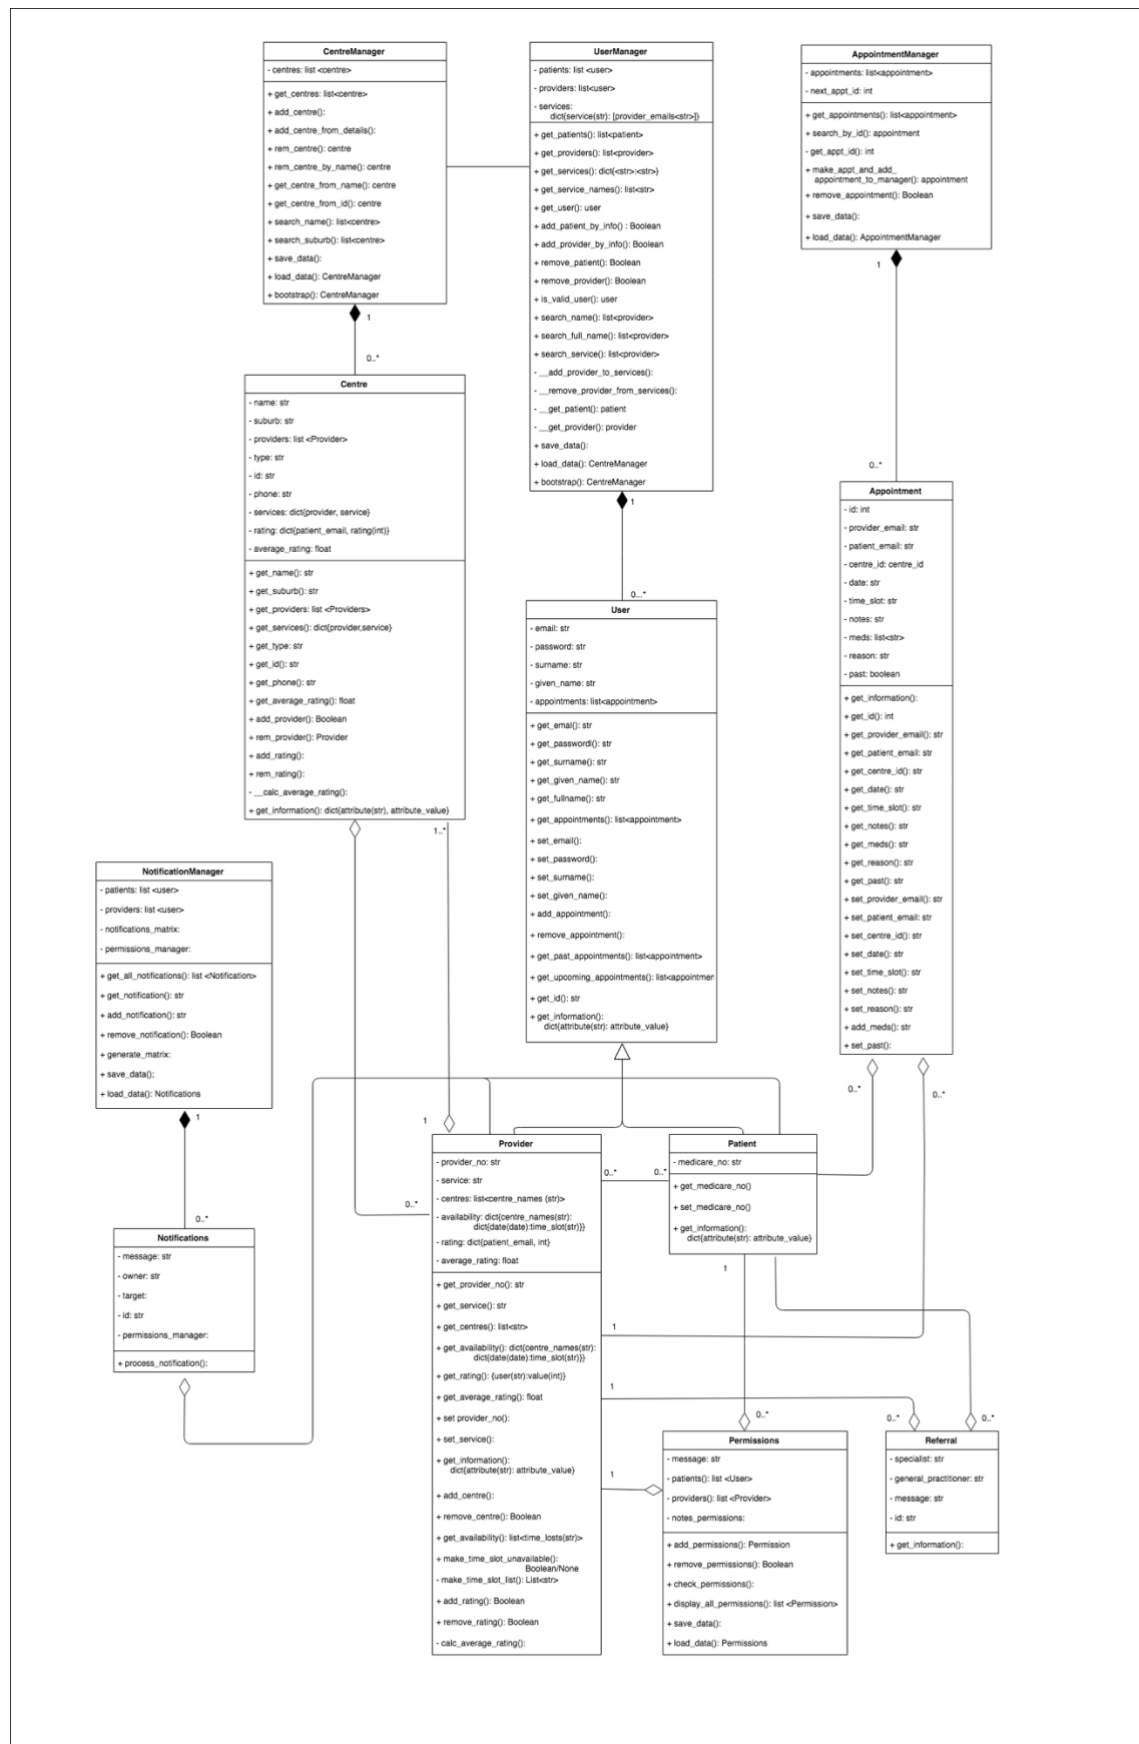 CentreManager
- centres: list <centre>
+ get_centres: list<centre>
+ add_centre():
+ add_centre_from_details():
+ rem_centre(): centre
+ rem_centre_by_name(): centre
+ get_centre_from_name(): centre
+ get_centre_from_id(): centre
+ search_name(): list<centre>
+ search_suburb(): list<centre>
+ save_data():
+ load_data(): CentreManager
+ bootstrap(): CentreManager
1
0..*
UserManager
- patients: list <user>
- providers: list<user>
- services:
dict{service(str): [provider_emails<str>]}
+ get_patients(): list<patient>
+ get_providers(): list<provider>
+ get_services(): dict{<str>:<str>}
+ get_service_names(): list<str>
+ get_user(): user
+ add_patient_by_info() : Boolean
+ add_provider_by_info(): Boolean
+ remove_patient(): Boolean
+ remove_provider(): Boolean
+ is_valid_user(): user
+ search_name(): list<provider>
+ search_full_name(): list<provider>
+ search_service(): list<provider>
- __add_provider_to_services():
- __remove_provider_from_services():
- __get_patient(): patient
- __get_provider(): provider
+ save_data():
+ load_data(): CentreManager
+ bootstrap(): CentreManager
1
0...*
AppointmentManager
- appointments: list<appointment>
- next_appt_id: int
+ get_appointments(): list<appointment>
+ search_by_id(): appointment
- get_appt_id(): int
+ make_appt_and_add_
appointment_to_manager(): appointment
+ remove_appointment(): Boolean
+ save_data():
+ load_data(): AppointmentManager
1
0..*
Centre
- name: str
- suburb: str
- providers: list <Provider>
- type: str
- id: str
- phone: str
- services: dict{provider, service}
- rating: dict{patient_email, rating(int)}
- average_rating: float
+ get_name(): str
+ get_suburb(): str
+ get_providers: list <Providers>
+ get_services(): dict{provider,service}
+ get_type: str
+ get_id(): str
+ get_phone(): str
+ get_average_rating(): float
+ add_provider(): Boolean
+ rem_provider(): Provider
+ add_rating():
+ rem_rating():
- __calc_average_rating():
+ get_information(): dict{attribute(str), attribute_value}
1..*
User
- email: str
- password: str
- surname: str
- given_name: str
- appointments: list<appointment>
+ get_emal(): str
+ get_password(): str
+ get_surname(): str
+ get_given_name(): str
+ get_fullname(): str
+ get_appointments(): list<appointment>
+ set_email():
+ set_password():
+ set_surname():
+ set_given_name():
+ add_appointment():
+ remove_appointment():
+ get_past_appointments(): list<appointment>
+ get_upcoming_appointments(): list<appointmen
+ get_id(): str
+ get_information():
dict{attribute(str): attribute_value}
Appointment
- id: int
- provider_email: str
- patient_email: str
- centre_id: centre_id
- date: str
- time_slot: str
- notes: str
- meds: list<str>
- reason: str
- past: boolean
+ get_information():
+ get_id(): int
+ get_provider_email(): str
+ get_patient_email: str
+ get_centre_id(): str
+ get_date(): str
+ get_time_slot(): str
+ get_notes(): str
+ get_meds(): str
+ get_reason(): str
+ get_past(): str
+ set_provider_email(): str
+ set_patient_email: str
+ set_centre_id(): str
+ set_date(): str
+ set_time_slot(): str
+ set_notes(): str
+ set_reason(): str
+ add_meds(): str
+ set_past():
0..*
0..*
NotificationManager
- patients: list <user>
- providers: list <user>
- notifications_matrix:
- permissions_manager:
+ get_all_notifications(): list <Notification>
+ get_notification(): str
+ add_notification(): str
+ remove_notification(): Boolean
+ generate_matrix:
+ save_data():
+ load_data(): Notifications
1
0..*
Notifications
- message: str
- owner: str
- target:
- id: str
- permissions_manager:
+ process_notification():
1
0..*
Provider
- provider_no: str
- service: str
- centres: list<centre_names (str)>
- availability: dict{centre_names(str):
dict{date(date):time_slot(str)}}
- rating: dict{patient_email, int}
- average_rating: float
+ get_provider_no(): str
+ get_service(): str
+ get_centres(): list<str>
+ get_availability(): dict{centre_names(str):
dict{date(date):time_slot(str)}}
+ get_rating(): {user(str):value(int)}
+ get_average_rating(): float
+ set provider_no():
+ set_service():
+ get_information():
dict{attribute(str): attribute_value}
+ add_centre():
+ remove_centre(): Boolean
+ get_availability(): list<time_losts(str)>
+ make_time_slot_unavailable():
Boolean/None
- make_time_slot_list(): List<str>
+ add_rating(): Boolean
+ remove_rating(): Boolean
- calc_average_rating():
0..*
0..*
Patient
- medicare_no: str
+ get_medicare_no()
+ set_medicare_no()
+ get_information():
dict{attribute(str): attribute_value}
1
1
1
1
0..*
0..*
0..*
Permissions
- message: str
- patients(): list <User>
- providers(): list <Provider>
- notes_permissions:
+ add_permissions(): Permission
+ remove_permissions(): Boolean
+ check_permissions():
+ display_all_permissions(): list <Permission>
+ save_data():
+ load_data(): Permissions
Referral
- specialist: str
- general_practitioner: str
- message: str
- id: str
+ get_information():